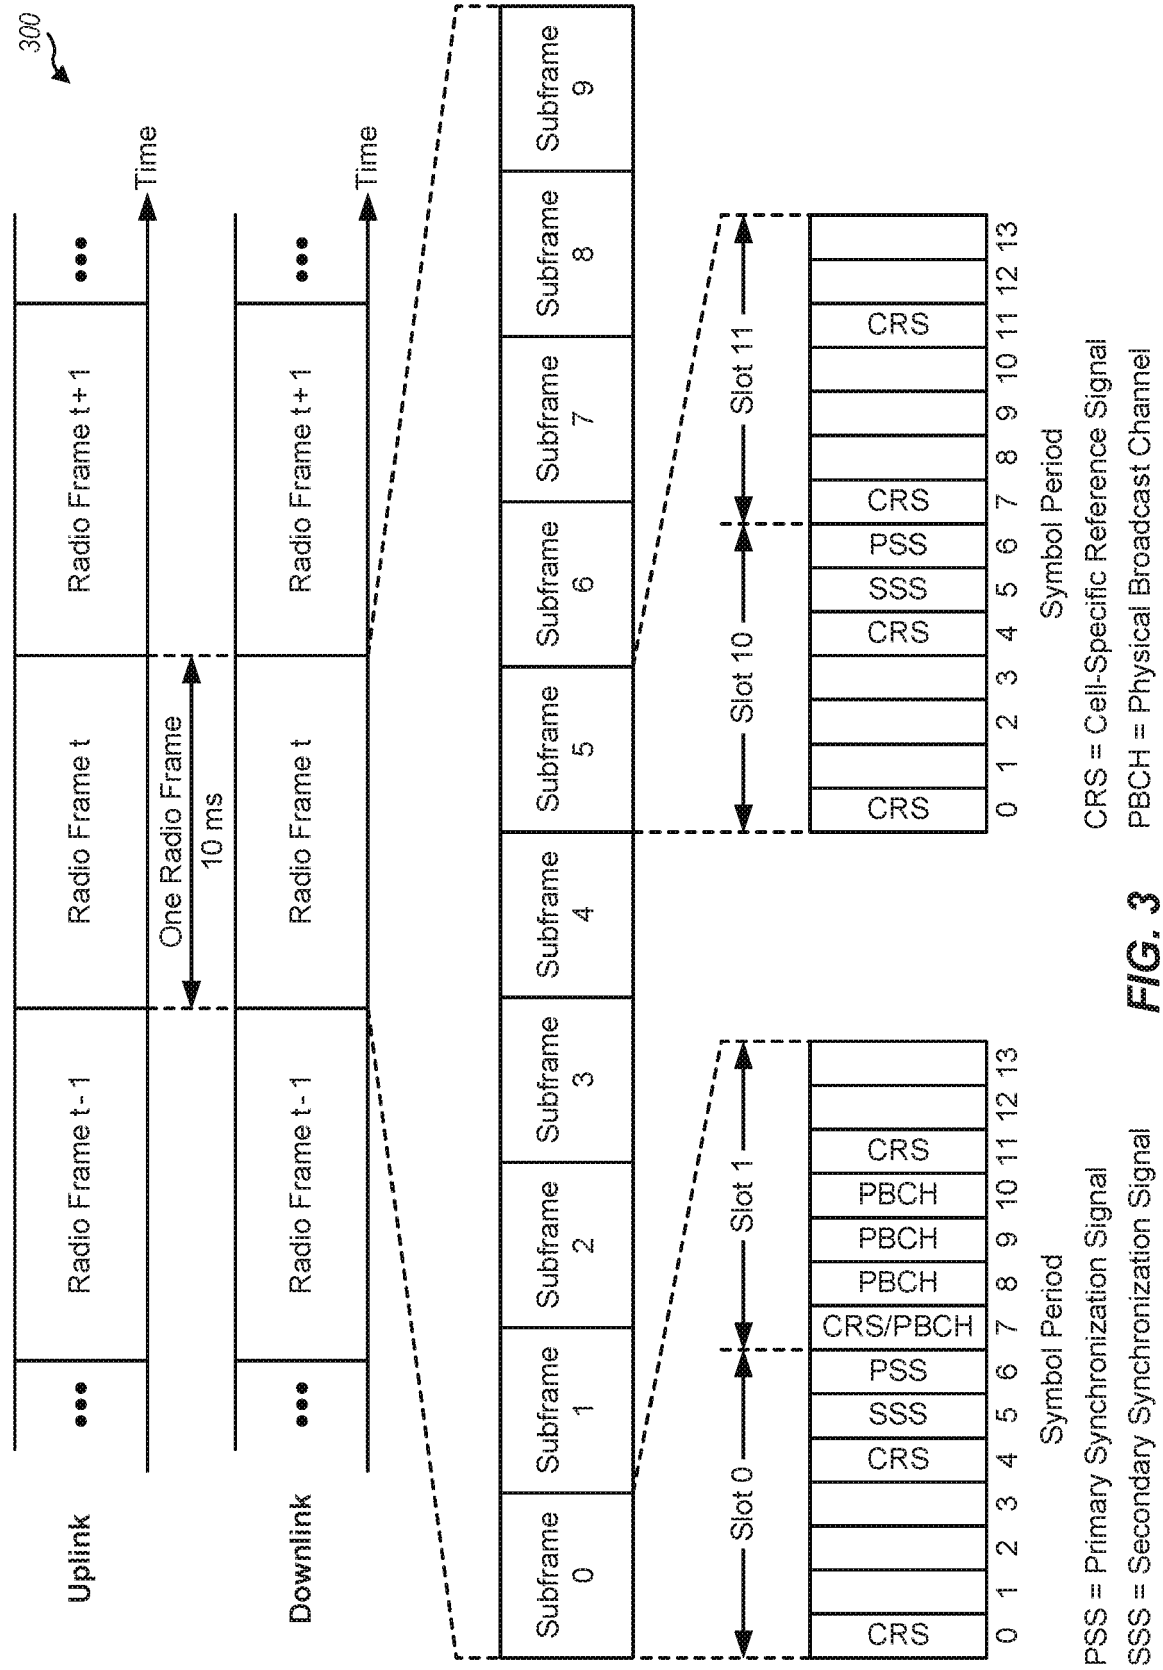 300
Uplink
••• Radio Frame t-1 Radio Frame t Radio Frame t+1 •••
Time
One Radio Frame
10 ms
Downlink
••• Radio Frame t-1 Radio Frame t Radio Frame t+1 •••
Time
Subframe 0 Subframe 1 Subframe 2 Subframe 3 Subframe 4 Subframe 5 Subframe 6 Subframe 7 Subframe 8 Subframe 9
Slot 0 Slot 1
CRS CRS SSS PSS CRS/PBCH PBCH PBCH PBCH CRS
0 1 2 3 4 5 6 7 8 9 10 11 12 13
Symbol Period
Slot 10 Slot 11
CRS CRS SSS PSS CRS CRS
0 1 2 3 4 5 6 7 8 9 10 11 12 13
Symbol Period
PSS = Primary Synchronization Signal
SSS = Secondary Synchronization Signal
CRS = Cell-Specific Reference Signal
PBCH = Physical Broadcast Channel
FIG. 3